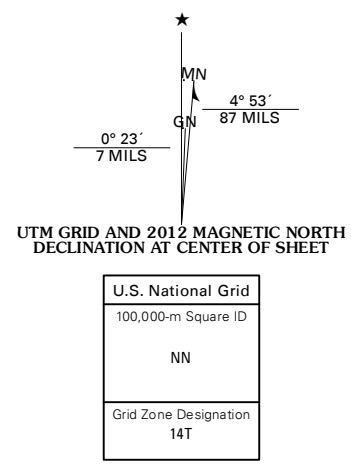 ★
MN
4° 53´
87 MILS
GN
0° 23´
7 MILS
UTM GRID AND 2012 MAGNETIC NORTH
DECLINATION AT CENTER OF SHEET
U.S. National Grid
100,000-m Square ID
NN
Grid Zone Designation
14T